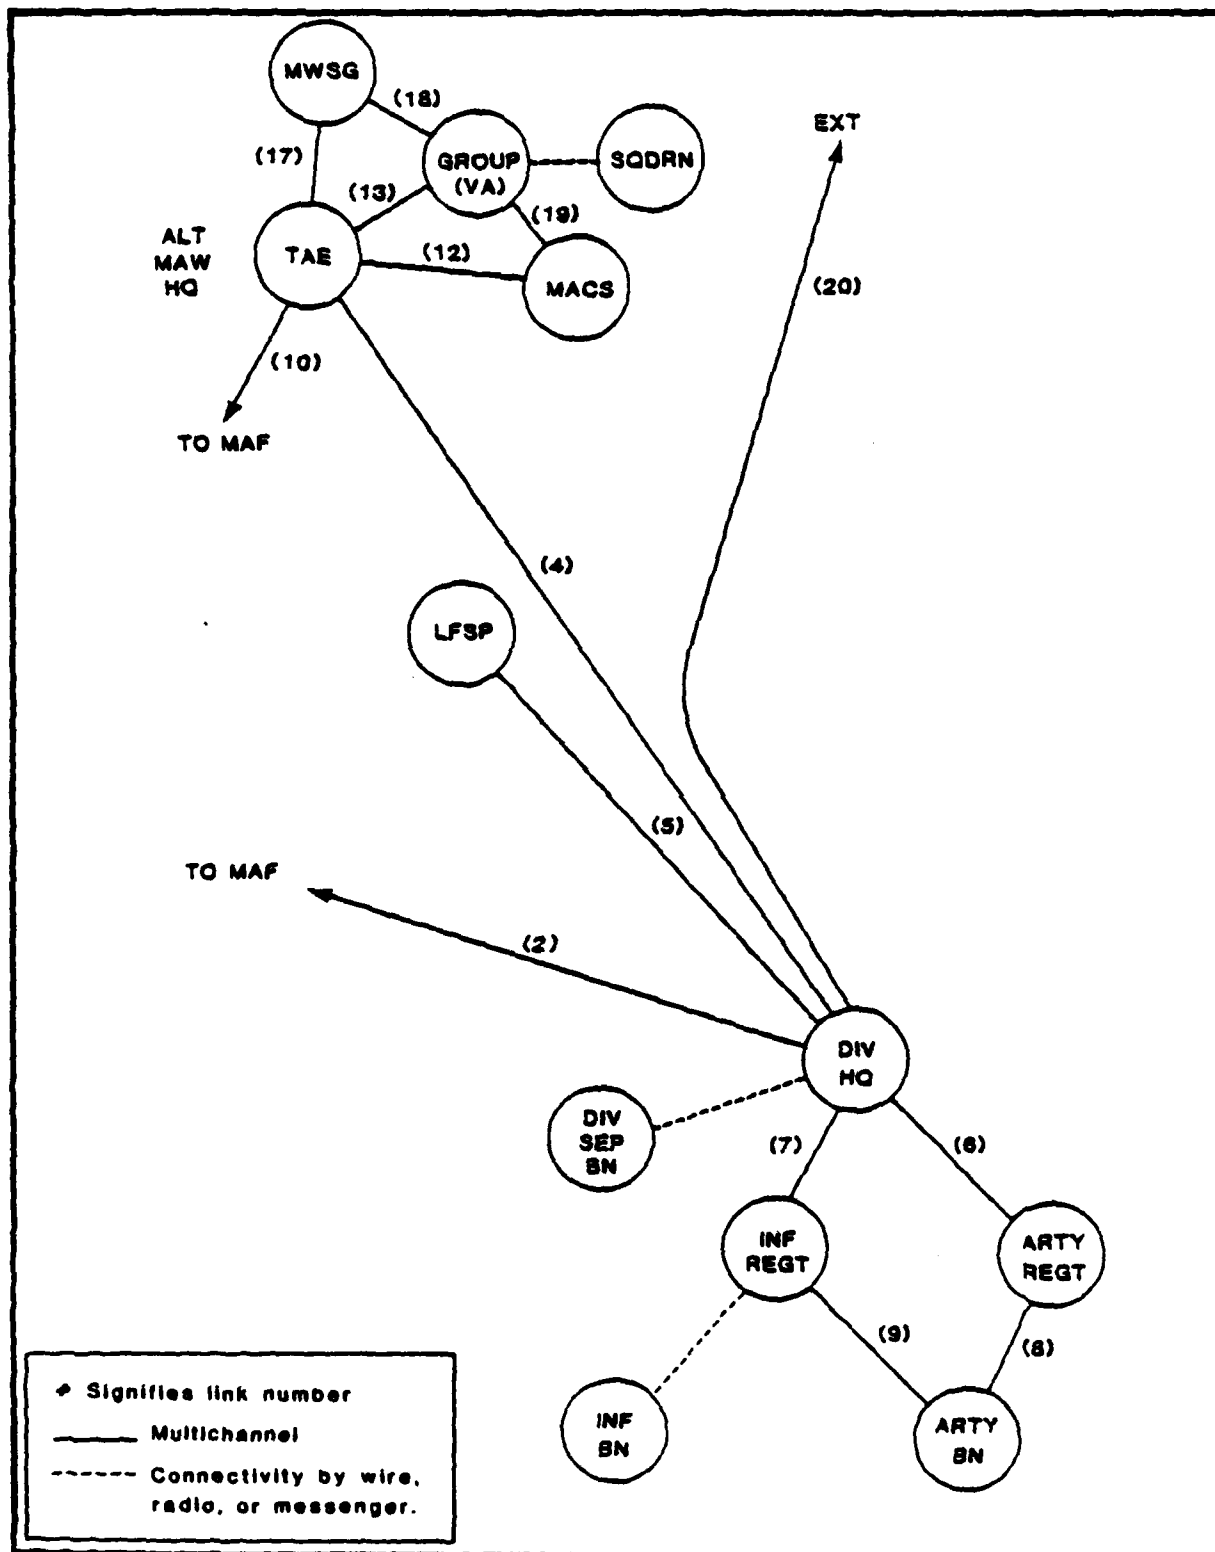 MWSG
(18)
EXT
GROUP
(VA)
SQDRN
(17)
(13)
(19)
ALT
MAW
HQ
TAE
(12)
MACS
(20)
(10)
TO MAF
(4)
LFSP
(5)
TO MAF
(2)
DIV
HQ
DIV
SEP
BN
(7)
(6)
INF
REGT
ARTY
REGT
(9)
(8)
INF
BN
ARTY
BN
Signifies link number
Multichannel
Connectivity by wire,
radio, or messenger.